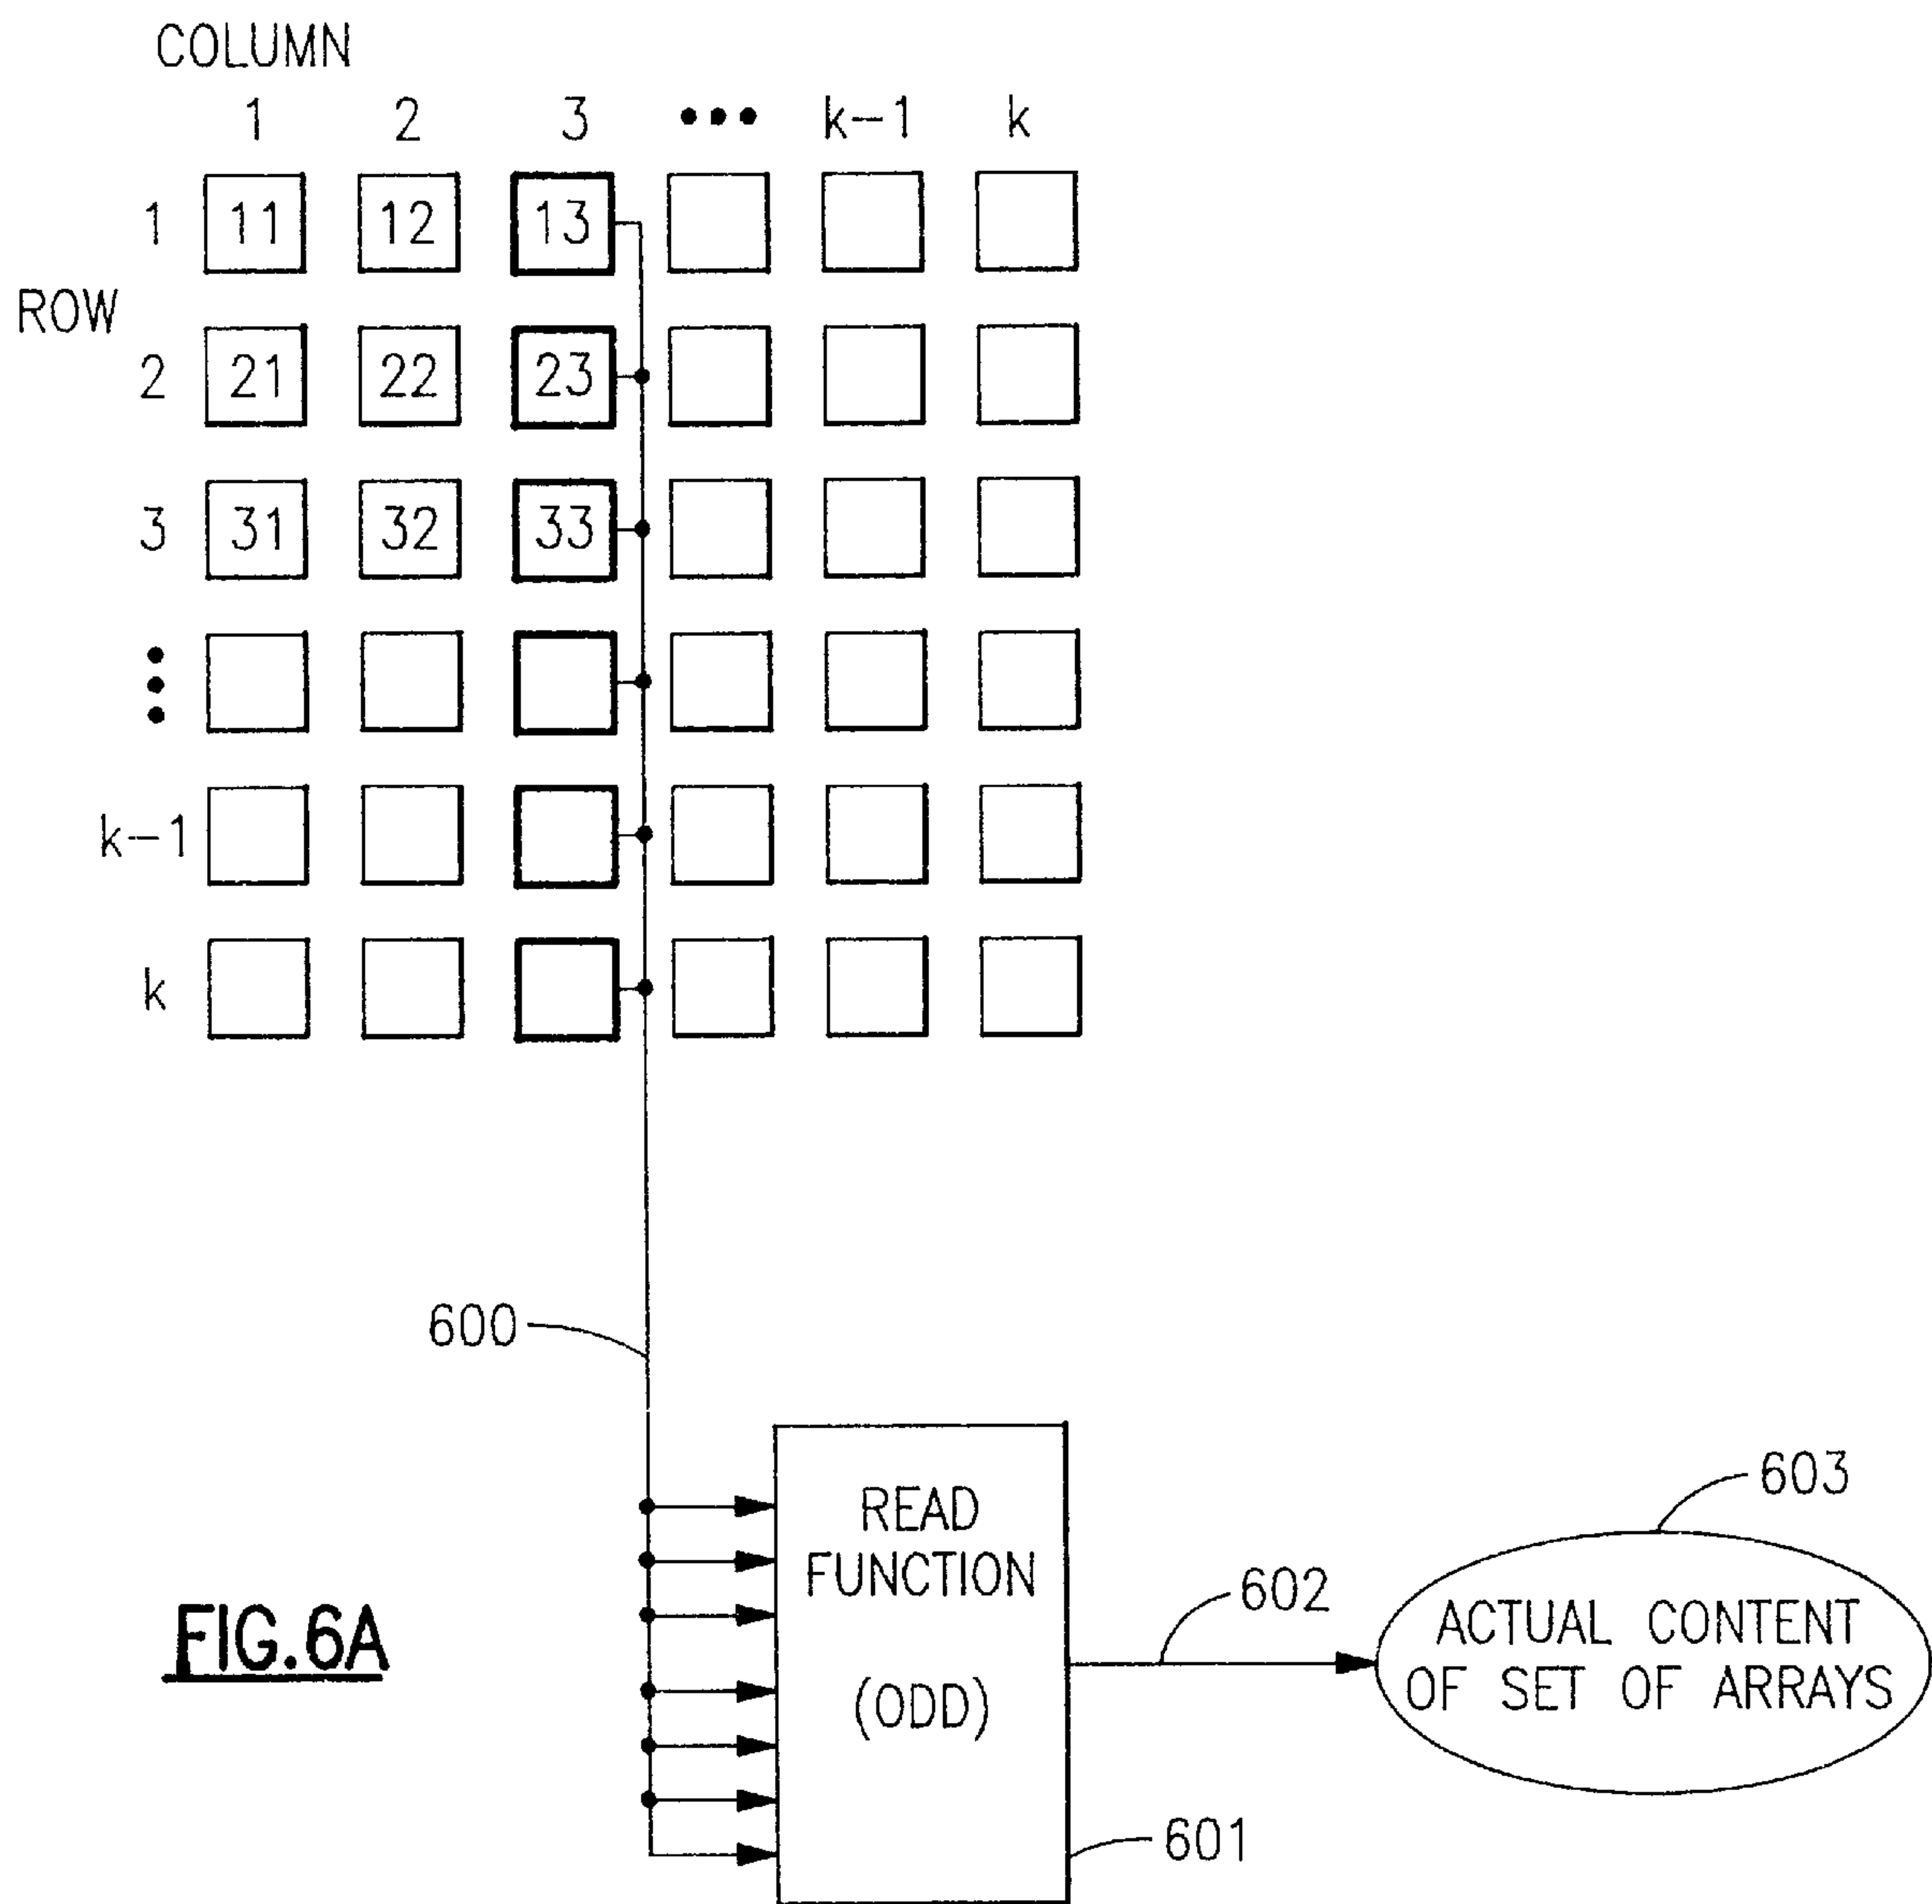 COLUMN
1 2 3 ••• k-1 k
1 11 12 13
ROW
2 21 22 23
3 31 32 33
k-1
k
600
READ
FUNCTION
(ODD)
601
602
603
ACTUAL CONTENT
OF SET OF ARRAYS
FIG.6A